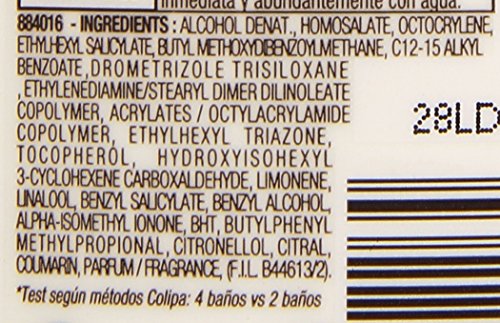 inmediata y abundantemente con agua.
884016 - INGREDIENTS: ALCOHOL DENAT., HOMOSALATE, OCTOCRYLENE,
ETHYLHEXYL SALICYLATE, BUTYL METHOXYDIBENZOYLMETHANE, C12-15 ALKYL
BENZOATE, DROMETRIZOLE TRISILOXANE
, ETHYLENEDIAMINE/STEARYL DIMER DILINOLEATE
COPOLYMER, ACRYLATES / OCTYLACRYLAMIDE
COPOLYMER, ETHYLHEXYL TRIAZONE,
TOCOPHEROL, HYDROXYISOHEXYL
3-CYCLOHEXENE CARBOXALDEHYDE, LIMONENE,
LINALOOL, BENZYL SALICYLATE, BENZYL ALCOHOL,
ALPHA-ISOMETHYL IONONE, BHT, BUTYLPHENYL
METHYLPROPIONAL, CITRONELLOL, CITRAL,
COUMARIN, PARFUM / FRAGRANCE, (F.I.L. B44613/2).
*Test según métodos Colipa: 4 baños vs 2 baños
28LD